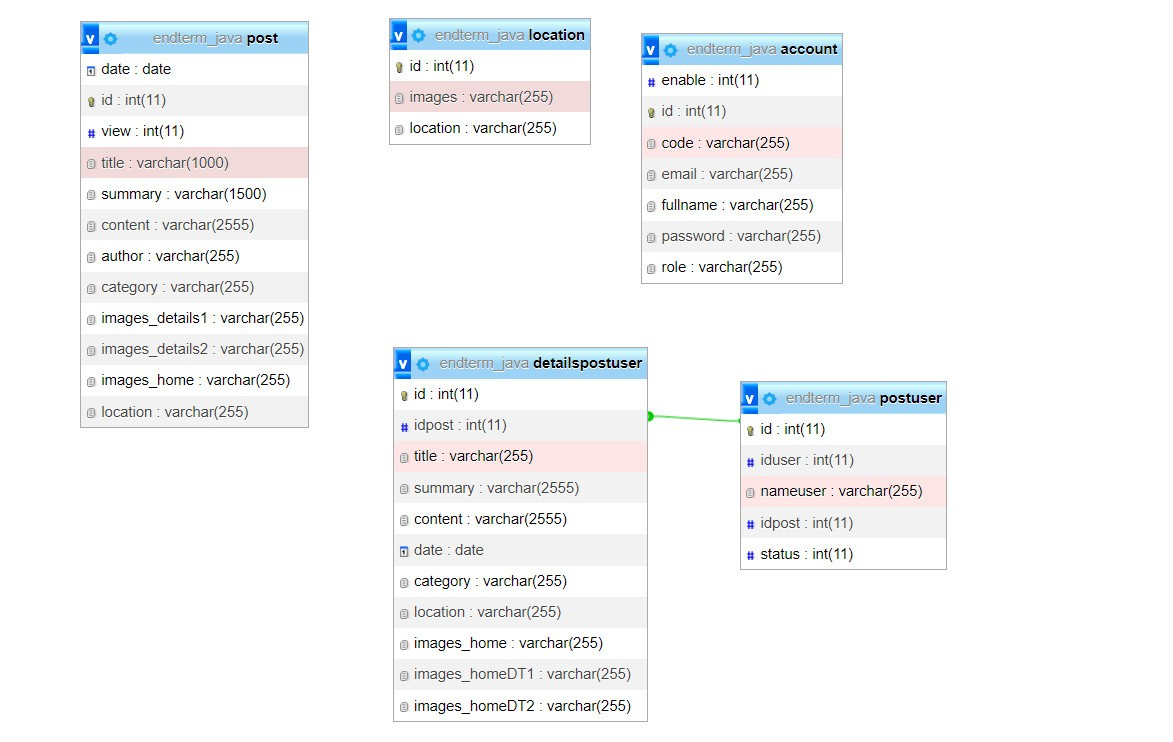 endterm_java post
date : date
id : int(11)
view : int(11)
title : varchar(1000)
summary : varchar(1500)
content : varchar(2555)
author : varchar(255)
category : varchar(255)
images_details1 : varchar(255)
images_details2 : varchar(255)
images_home : varchar(255)
location : varchar(255)
endterm_java location
id : int(11)
images : varchar(255)
location : varchar(255)
endterm_java account
enable : int(11)
id : int(11)
code : varchar(255)
email : varchar(255)
fullname : varchar(255)
password : varchar(255)
role : varchar(255)
endterm_java detailspostuser
id : int(11)
idpost : int(11)
title : varchar(255)
summary : varchar(2555)
content : varchar(2555)
date : date
category : varchar(255)
location : varchar(255)
images_home : varchar(255)
images_homeDT1 : varchar(255)
images_homeDT2 : varchar(255)
endterm_java postuser
id : int(11)
iduser : int(11)
nameuser : varchar(255)
idpost : int(11)
status : int(11)